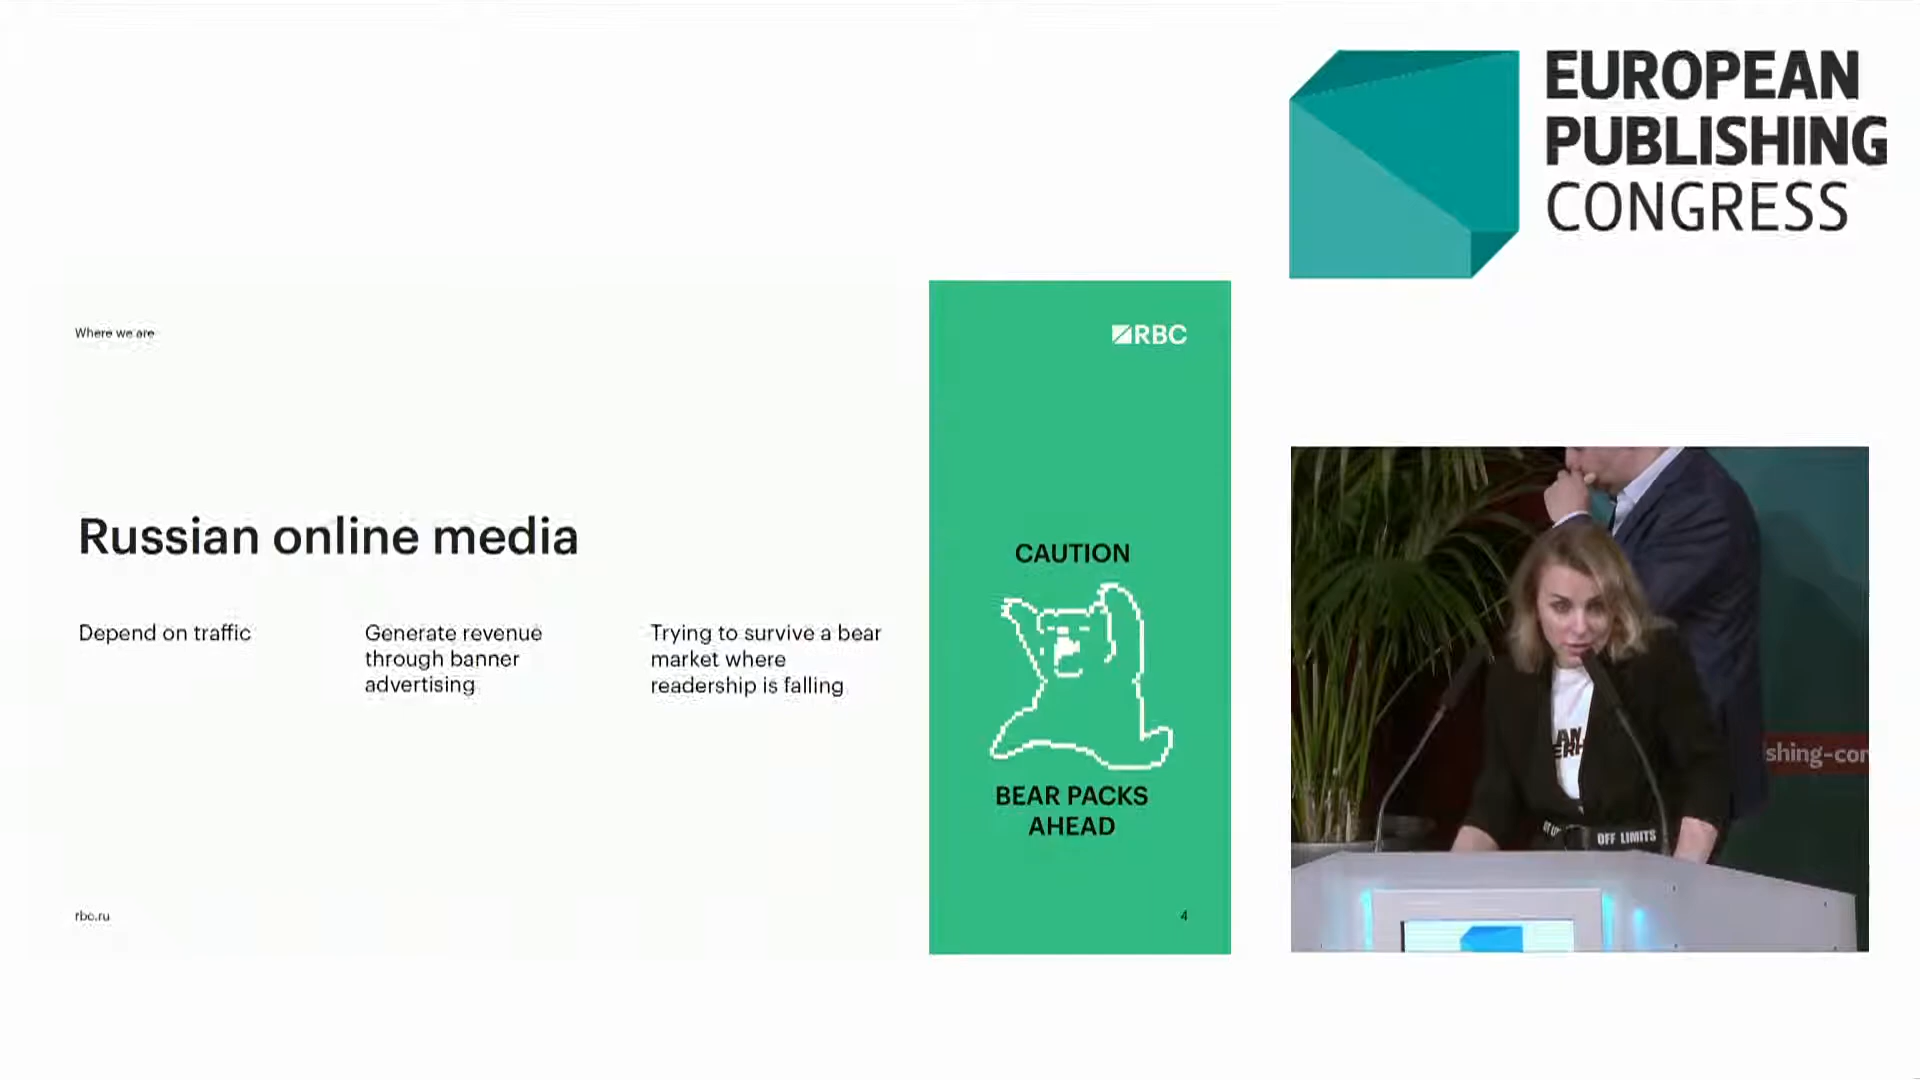 EUROPEAN
PUBLISHING
CONGRESS
Where we are
RBC
Russian online media
Depend on traffic
Generate revenue
through banner
advertising
Trying to survive a bear
market where
readership is falling
CAUTION
BEAR PACKS
AHEAD
rbc.ru
4
shing-con
OFF LIMITS